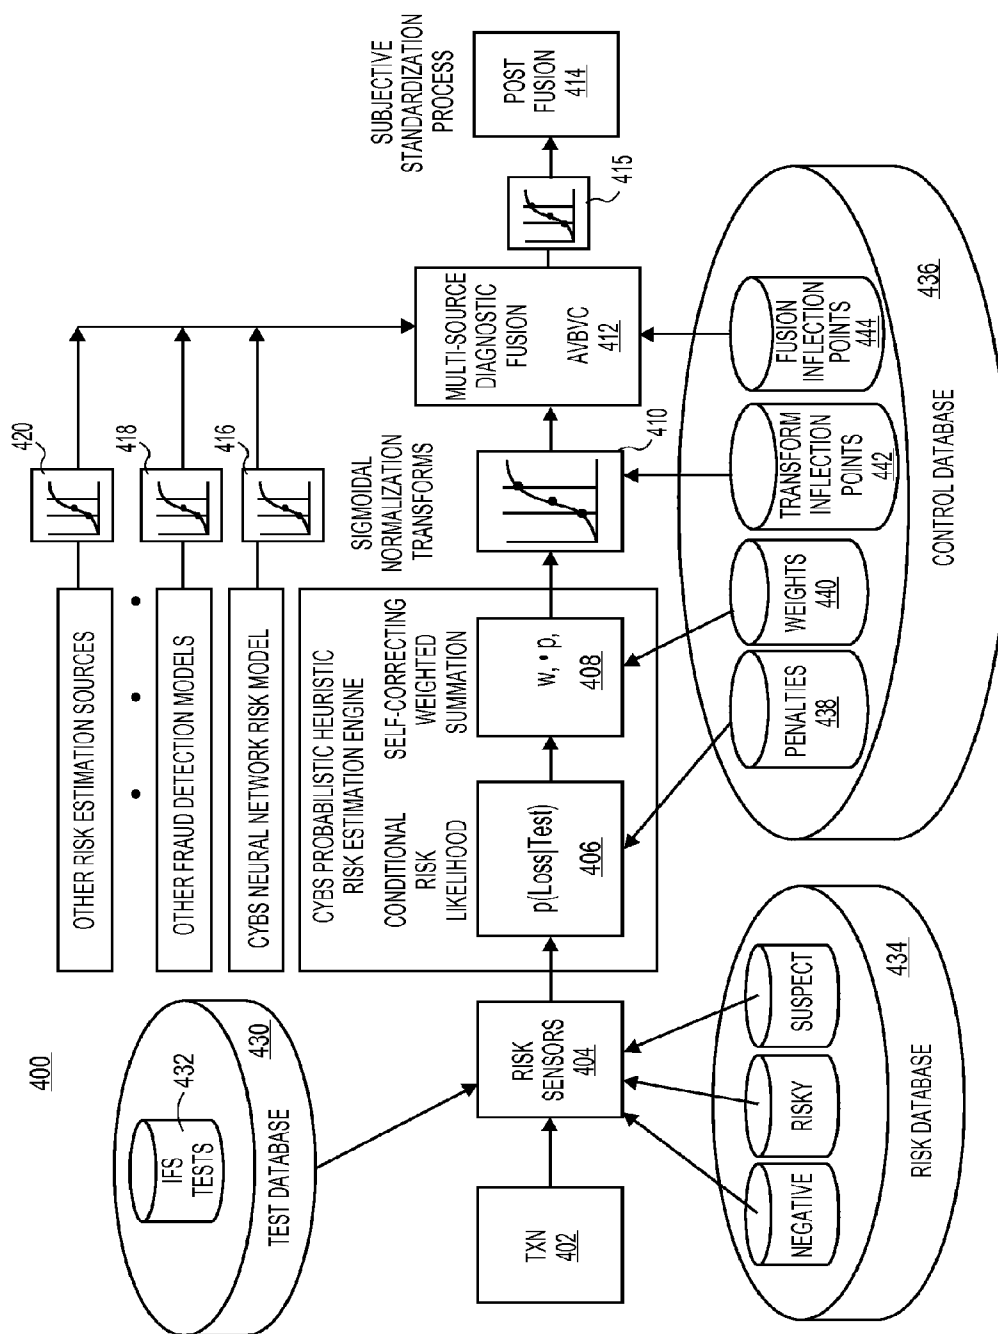 400
IFS
TESTS
432
430
TEST DATABASE
OTHER RISK ESTIMATION SOURCES
420
OTHER FRAUD DETECTION MODELS
418
CYBS NEURAL NETWORK RISK MODEL
416
CYBS PROBABILISTIC HEURISTIC
RISK ESTIMATION ENGINE
CONDITIONAL
RISK
LIKELIHOOD
SELF-CORRECTING
WEIGHTED
SUMMATION
SIGMOIDAL
NORMALIZATION
TRANSFORMS
SUBJECTIVE
STANDARDIZATION
PROCESS
TXN
402
RISK
SENSORS
404
p(Loss|Test)
406
w, • p,
408
410
MULTI-SOURCE
DIAGNOSTIC
FUSION
AVBVC
412
415
POST
FUSION
414
NEGATIVE
RISKY
SUSPECT
434
RISK DATABASE
PENALTIES
438
WEIGHTS
440
TRANSFORM
INFLECTION
POINTS
442
FUSION
INFLECTION
POINTS
444
436
CONTROL DATABASE